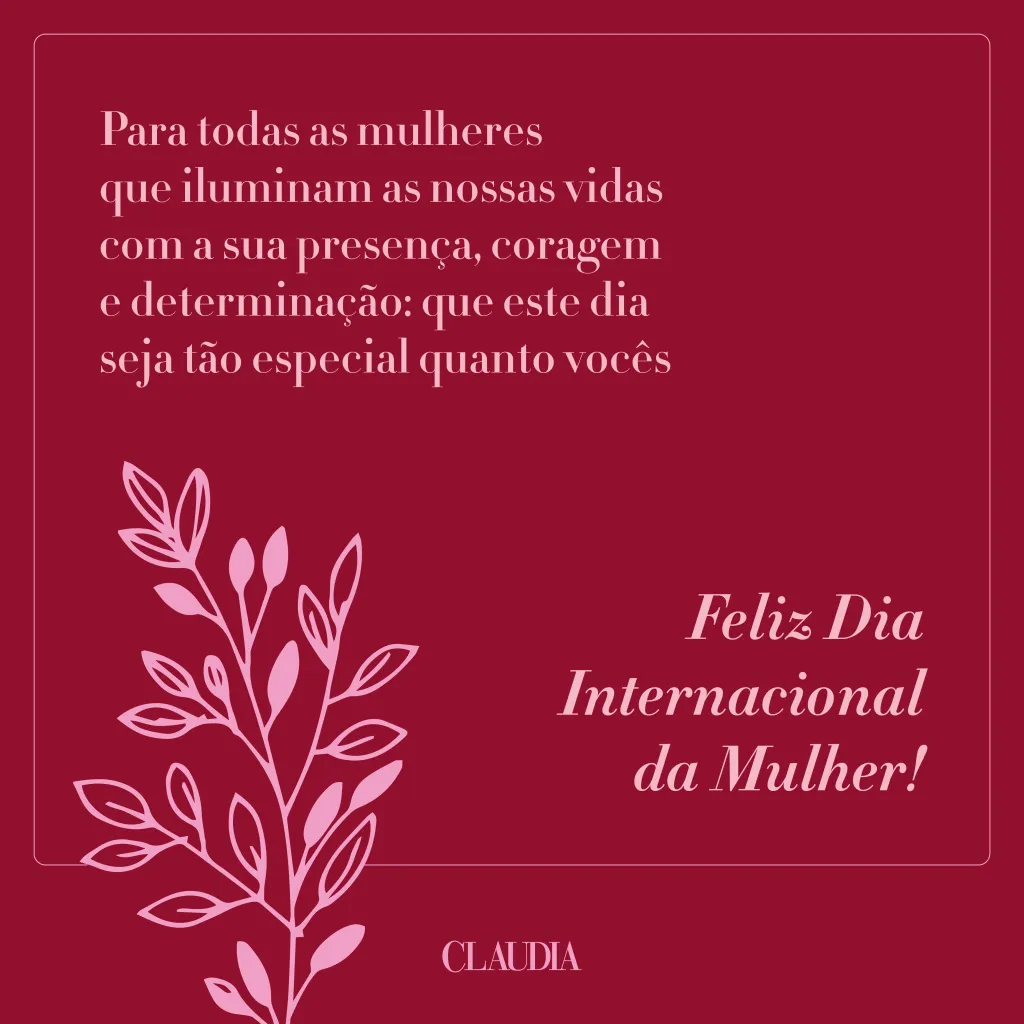 Para todas as mulheres
que iluminam as nossas vidas
com a sua presença, coragem
e determinação: que este dia
seja tão especial quanto vocês
Feliz Dia
Internacional
da Mulher!
CLAUDIA